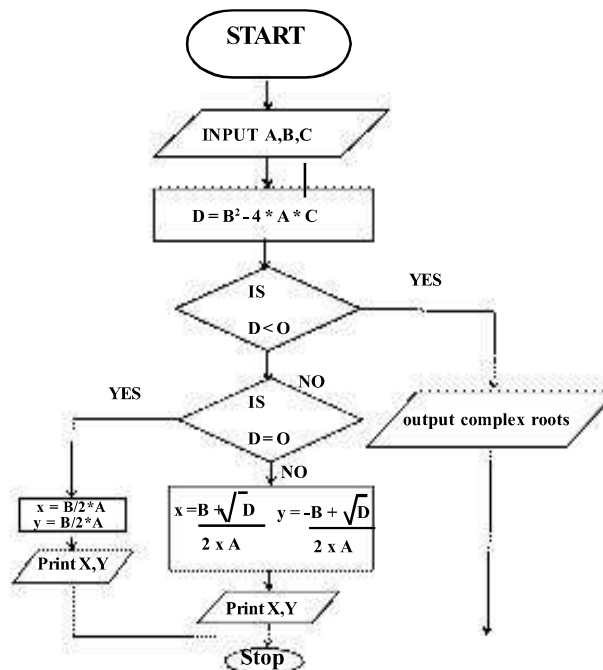 START
INPUT A,B,C
D = B² - 4 * A * C
IS
D < O
YES
NO
IS
D = O
YES
NO
output complex roots
x = B/2*A
y = B/2*A
x = B + √D
2 x A
y = -B + √D
2 x A
Print X,Y
Print X,Y
Stop